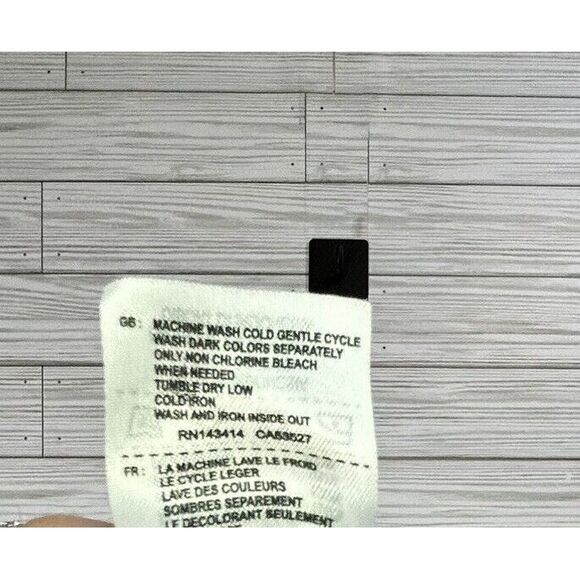 GB: MACHINE WASH COLD GENTLE CYCLE
WASH DARK COLORS SEPARATELY
ONLY NON CHLORINE BLEACH
WHEN NEEDED
TUMBLE DRY LOW
COLD IRON
WASH AND IRON INSIDE OUT
RN143414 CA53527
FR: LA MACHINE LAVE LE FROID
LE CYCLE LEGER
LAVE DES COULEURS
SOMBRES SEPAREMENT
LE DECOLORANT SEULEMENT